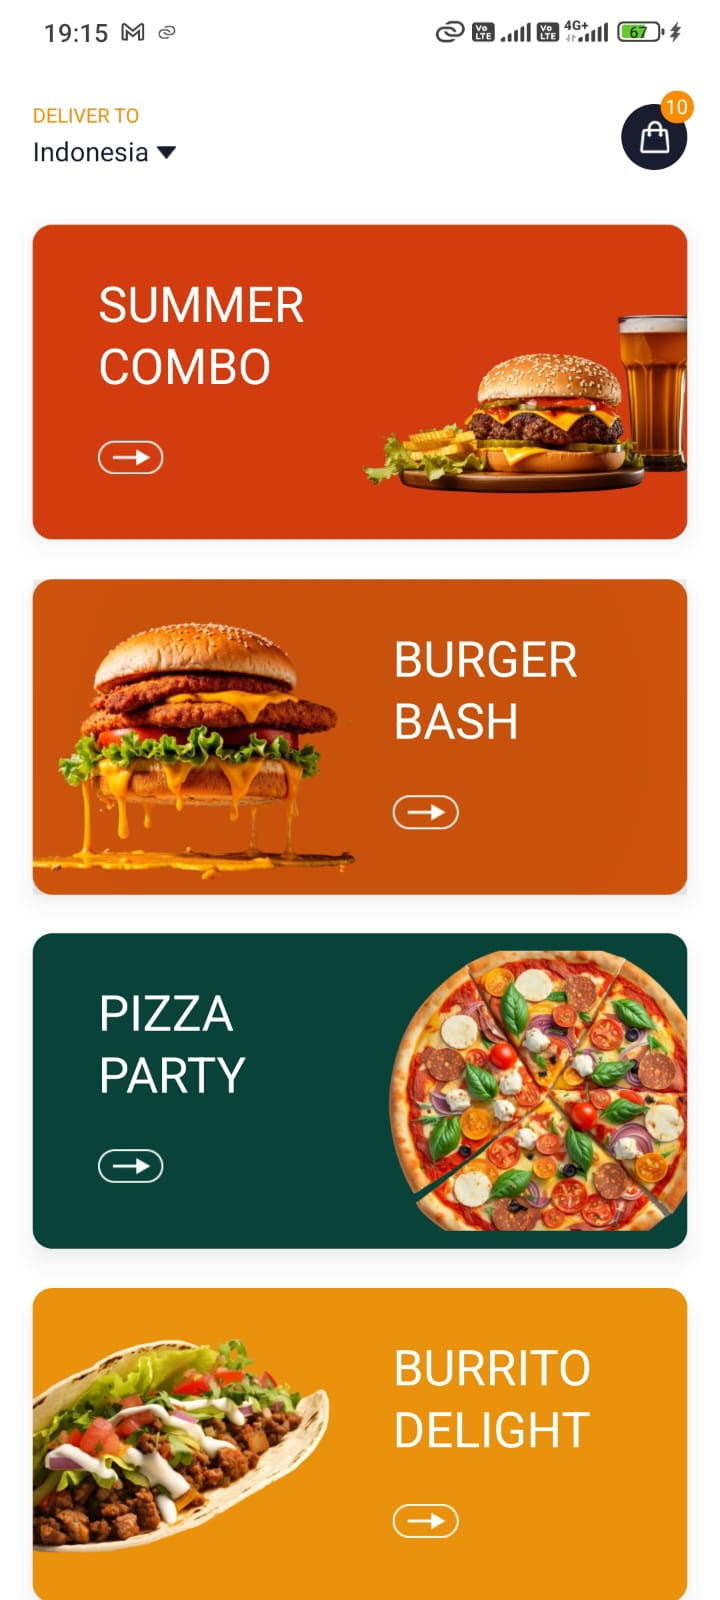 19:15
Vo
LTE
Vo
LTE
4G+
67
DELIVER TO
Indonesia
10
SUMMER
COMBO
BURGER
BASH
PIZZA
PARTY
BURRITO
DELIGHT